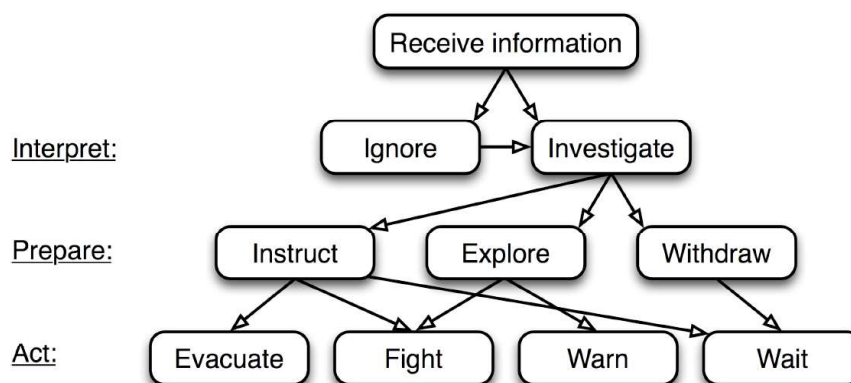 Receive information
Interpret:
Ignore
Investigate
Prepare:
Instruct
Explore
Withdraw
Act:
Evacuate
Fight
Warn
Wait